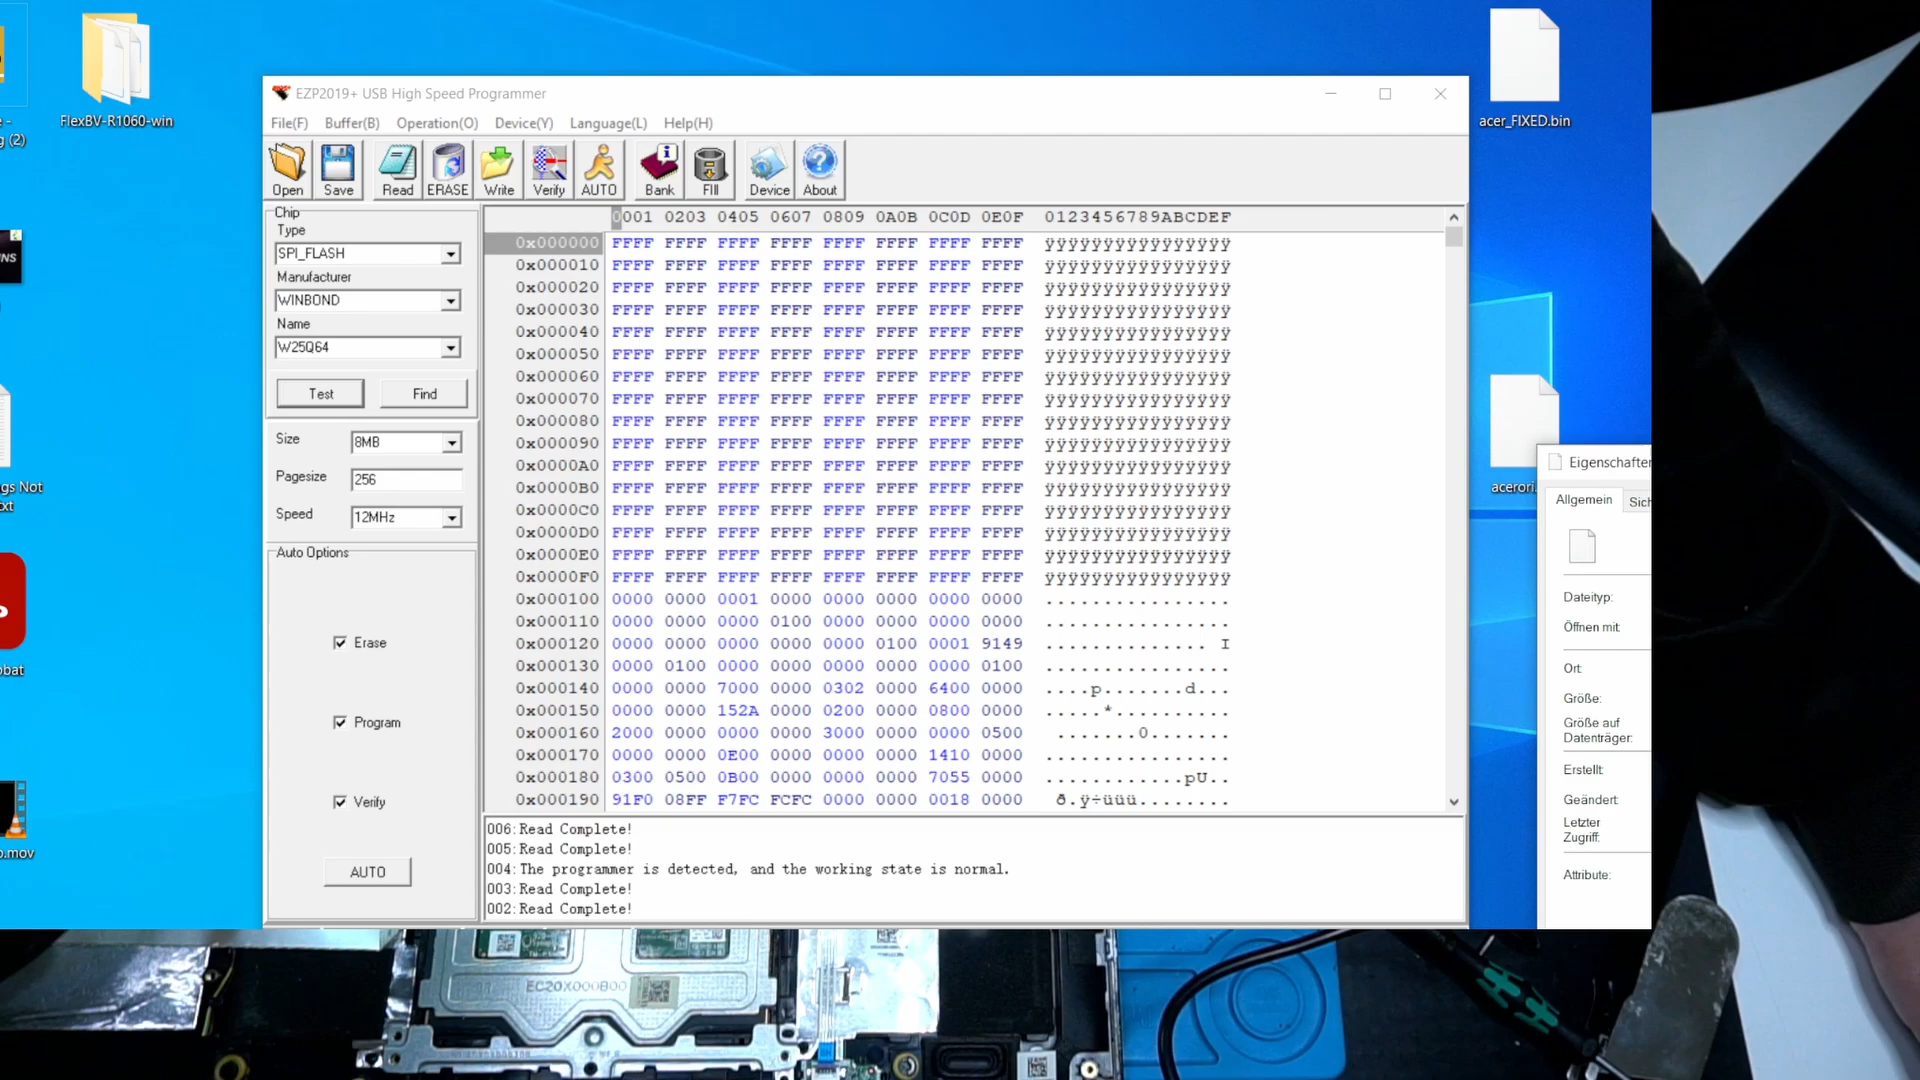 FlexBV-R1060-win
g (2)
NS
gs Not
xt
bat
o.mov
acer_FIXED.bin
acerori.
EZP2019+ USB High Speed Programmer
File(F) Buffer(B) Operation(O) Device(Y) Language(L) Help(H)
Open Save Read ERASE Write Verify AUTO Bank Fill Device About
Chip
Type
SPI_FLASH
Manufacturer
WINBOND
Name
W25Q64
Test Find
Size 8MB
Pagesize 256
Speed 12MHz
Auto Options
Erase
Program
Verify
AUTO
0001 0203 0405 0607 0809 0A0B 0C0D 0E0F 0123456789ABCDEF
0x000000 FFFF FFFF FFFF FFFF FFFF FFFF FFFF FFFF ÿÿÿÿÿÿÿÿÿÿÿÿÿÿÿÿ
0x000010 FFFF FFFF FFFF FFFF FFFF FFFF FFFF FFFF ÿÿÿÿÿÿÿÿÿÿÿÿÿÿÿÿ
0x000020 FFFF FFFF FFFF FFFF FFFF FFFF FFFF FFFF ÿÿÿÿÿÿÿÿÿÿÿÿÿÿÿÿ
0x000030 FFFF FFFF FFFF FFFF FFFF FFFF FFFF FFFF ÿÿÿÿÿÿÿÿÿÿÿÿÿÿÿÿ
0x000040 FFFF FFFF FFFF FFFF FFFF FFFF FFFF FFFF ÿÿÿÿÿÿÿÿÿÿÿÿÿÿÿÿ
0x000050 FFFF FFFF FFFF FFFF FFFF FFFF FFFF FFFF ÿÿÿÿÿÿÿÿÿÿÿÿÿÿÿÿ
0x000060 FFFF FFFF FFFF FFFF FFFF FFFF FFFF FFFF ÿÿÿÿÿÿÿÿÿÿÿÿÿÿÿÿ
0x000070 FFFF FFFF FFFF FFFF FFFF FFFF FFFF FFFF ÿÿÿÿÿÿÿÿÿÿÿÿÿÿÿÿ
0x000080 FFFF FFFF FFFF FFFF FFFF FFFF FFFF FFFF ÿÿÿÿÿÿÿÿÿÿÿÿÿÿÿÿ
0x000090 FFFF FFFF FFFF FFFF FFFF FFFF FFFF FFFF ÿÿÿÿÿÿÿÿÿÿÿÿÿÿÿÿ
0x0000A0 FFFF FFFF FFFF FFFF FFFF FFFF FFFF FFFF ÿÿÿÿÿÿÿÿÿÿÿÿÿÿÿÿ
0x0000B0 FFFF FFFF FFFF FFFF FFFF FFFF FFFF FFFF ÿÿÿÿÿÿÿÿÿÿÿÿÿÿÿÿ
0x0000C0 FFFF FFFF FFFF FFFF FFFF FFFF FFFF FFFF ÿÿÿÿÿÿÿÿÿÿÿÿÿÿÿÿ
0x0000D0 FFFF FFFF FFFF FFFF FFFF FFFF FFFF FFFF ÿÿÿÿÿÿÿÿÿÿÿÿÿÿÿÿ
0x0000E0 FFFF FFFF FFFF FFFF FFFF FFFF FFFF FFFF ÿÿÿÿÿÿÿÿÿÿÿÿÿÿÿÿ
0x0000F0 FFFF FFFF FFFF FFFF FFFF FFFF FFFF FFFF ÿÿÿÿÿÿÿÿÿÿÿÿÿÿÿÿ
0x000100 0000 0000 0001 0000 0000 0000 0000 0000 ................
0x000110 0000 0000 0000 0100 0000 0000 0000 0000 ................
0x000120 0000 0000 0000 0000 0000 0100 0001 9149 .............. I
0x000130 0000 0100 0000 0000 0000 0000 0000 0100 ................
0x000140 0000 0000 7000 0000 0302 0000 6400 0000 ....p.......d...
0x000150 0000 0000 152A 0000 0200 0000 0800 0000 .....*..........
0x000160 2000 0000 0000 3000 0000 0000 0000 0500 .......0.......
0x000170 0000 0000 0E00 0000 0000 0000 1410 0000 ................
0x000180 0300 0500 0B00 0000 0000 0000 7055 0000 ............pU..
0x000190 91F0 08FF F7FC FCFC 0000 0000 0018 0000 ð.ÿ÷üüü........
006:Read Complete!
005:Read Complete!
004:The programmer is detected, and the working state is normal.
003:Read Complete!
002:Read Complete!
Eigenschaften
Allgemein Sich
Dateityp:
Öffnen mit:
Ort:
Größe:
Größe auf
Datenträger:
Erstellt:
Geändert:
Letzter
Zugriff:
Attribute:
EC20X000B00